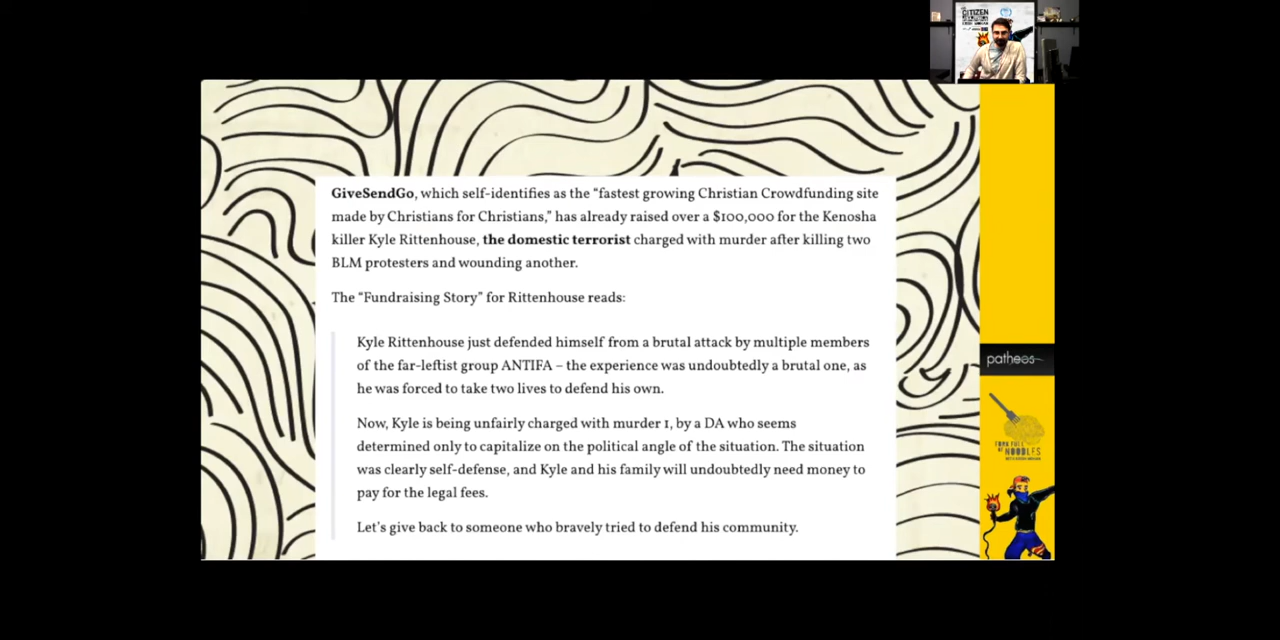 CITIZEN
GiveSendGo, which self-identifies as the “fastest growing Christian Crowdfunding site
made by Christians for Christians,” has already raised over a $100,000 for the Kenosha
killer Kyle Rittenhouse, the domestic terrorist charged with murder after killing two
BLM protesters and wounding another.
The “Fundraising Story” for Rittenhouse reads:
Kyle Rittenhouse just defended himself from a brutal attack by multiple members
of the far-leftist group ANTIFA – the experience was undoubtedly a brutal one, as
he was forced to take two lives to defend his own.
Now, Kyle is being unfairly charged with murder 1, by a DA who seems
determined only to capitalize on the political angle of the situation. The situation
was clearly self-defense, and Kyle and his family will undoubtedly need money to
pay for the legal fees.
Let’s give back to someone who bravely tried to defend his community.
patheos
FORK FULL
OF NOODLES